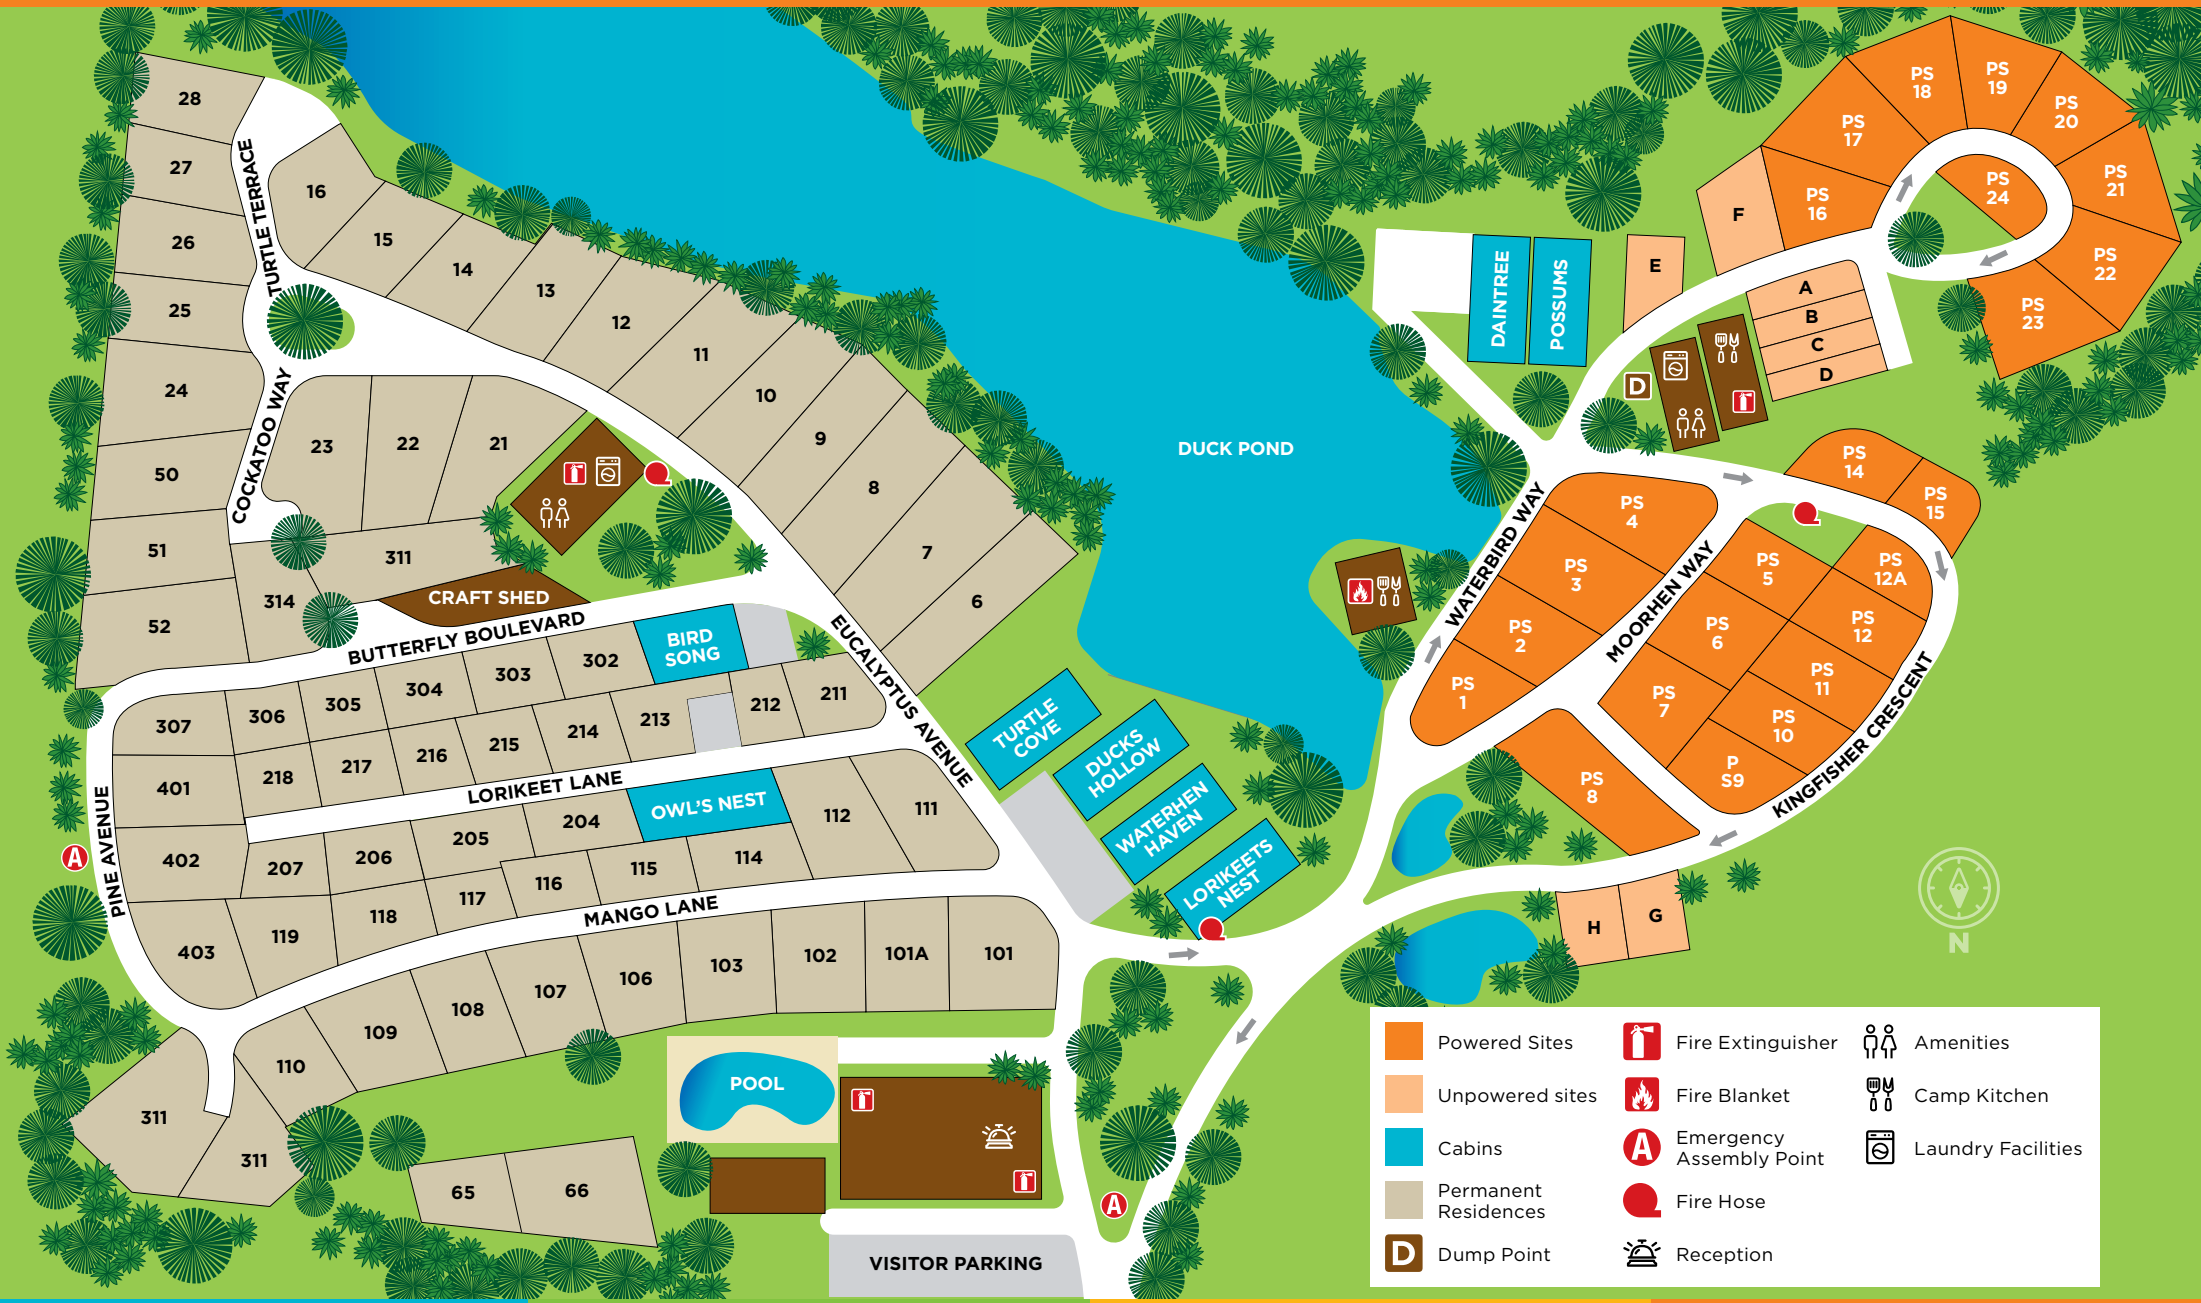 28
27
26
25
24
50
51
52
TURTLE TERRACE
COCKATOO WAY
16
15
14
13
12
11
10
9
8
7
6
23
22
21
311
314
CRAFT SHED
BUTTERFLY BOULEVARD
EUCALYPTUS AVENUE
BIRD
SONG
302
303
304
305
306
307
211
212
213
214
215
216
217
218
401
402
403
LORIKEET LANE
OWL'S NEST
204
205
206
207
111
112
114
115
116
117
118
119
PINE AVENUE
A
MANGO LANE
101
101A
102
103
106
107
108
109
110
311
311
65
66
POOL
VISITOR PARKING
A
DUCK POND
TURTLE
COVE
DUCKS
HOLLOW
WATERHEN
HAVEN
LORIKEETS
NEST
DAINTREE
POSSUMS
E
F
A
B
C
D
D
PS
16
PS
17
PS
18
PS
19
PS
20
PS
21
PS
22
PS
23
PS
24
PS
14
PS
15
PS
4
PS
3
PS
2
PS
1
WATERBIRD WAY
MOORHEN WAY
KINGFISHER CRESCENT
PS
5
PS
12A
PS
6
PS
12
PS
7
PS
11
PS
10
P
S9
PS
8
H
G
N
Powered Sites
Unpowered sites
Cabins
Permanent
Residences
D
Dump Point
Fire Extinguisher
Fire Blanket
A
Emergency
Assembly Point
Fire Hose
Reception
Amenities
Camp Kitchen
Laundry Facilities